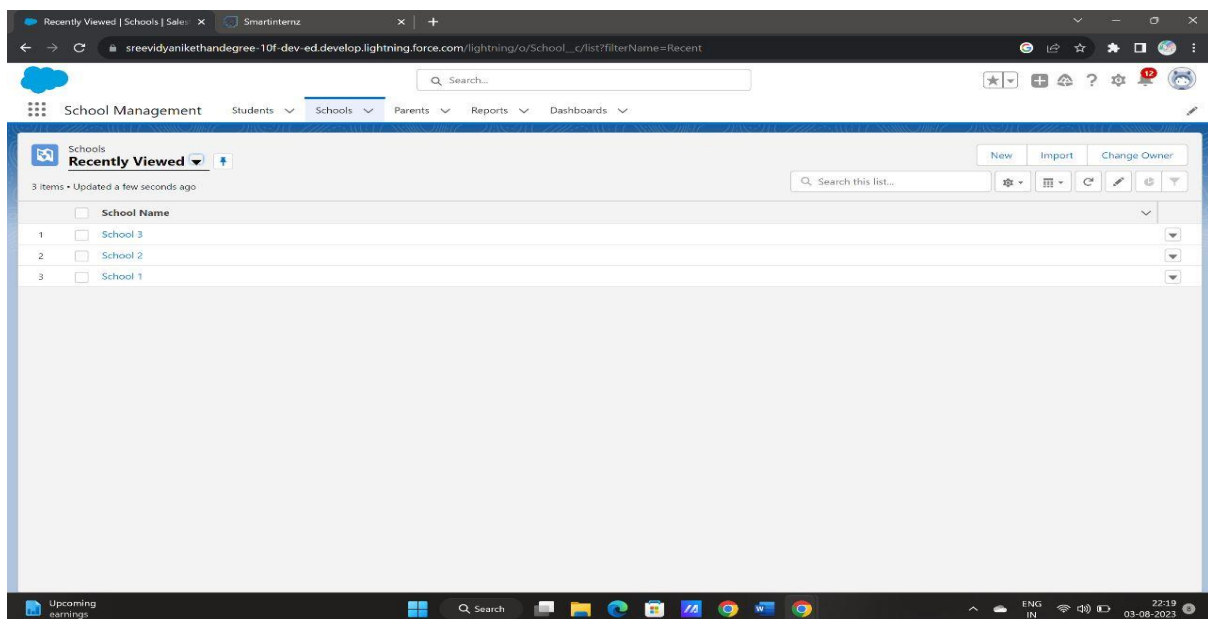 Recently Viewed | Schools | Sales
Smartinternz
sreevidyanikethandegree-10f-dev-ed.develop.lightning.force.com/lightning/o/School__c/list?filterName=Recent
Search...
12
School Management Students Schools Parents Reports Dashboards
Schools
Recently Viewed
New Import Change Owner
3 items • Updated a few seconds ago
Search this list...
School Name
1 School 3
2 School 2
3 School 1
Upcoming
earnings
Search
ENG
IN
22:19
03-08-2023